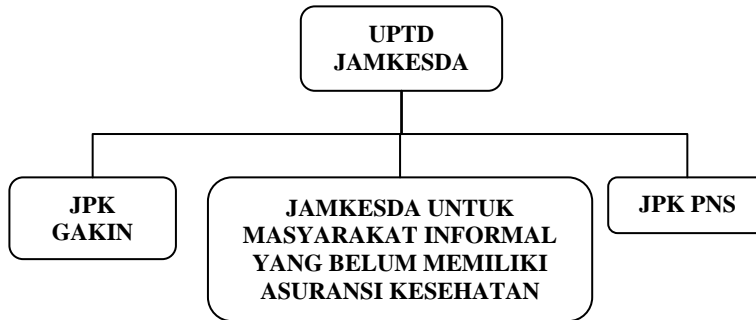 UPTD
JAMKESDA
JPK
GAKIN
JAMKESDA UNTUK
MASYARAKAT INFORMAL
YANG BELUM MEMILIKI
ASURANSI KESEHATAN
JPK PNS